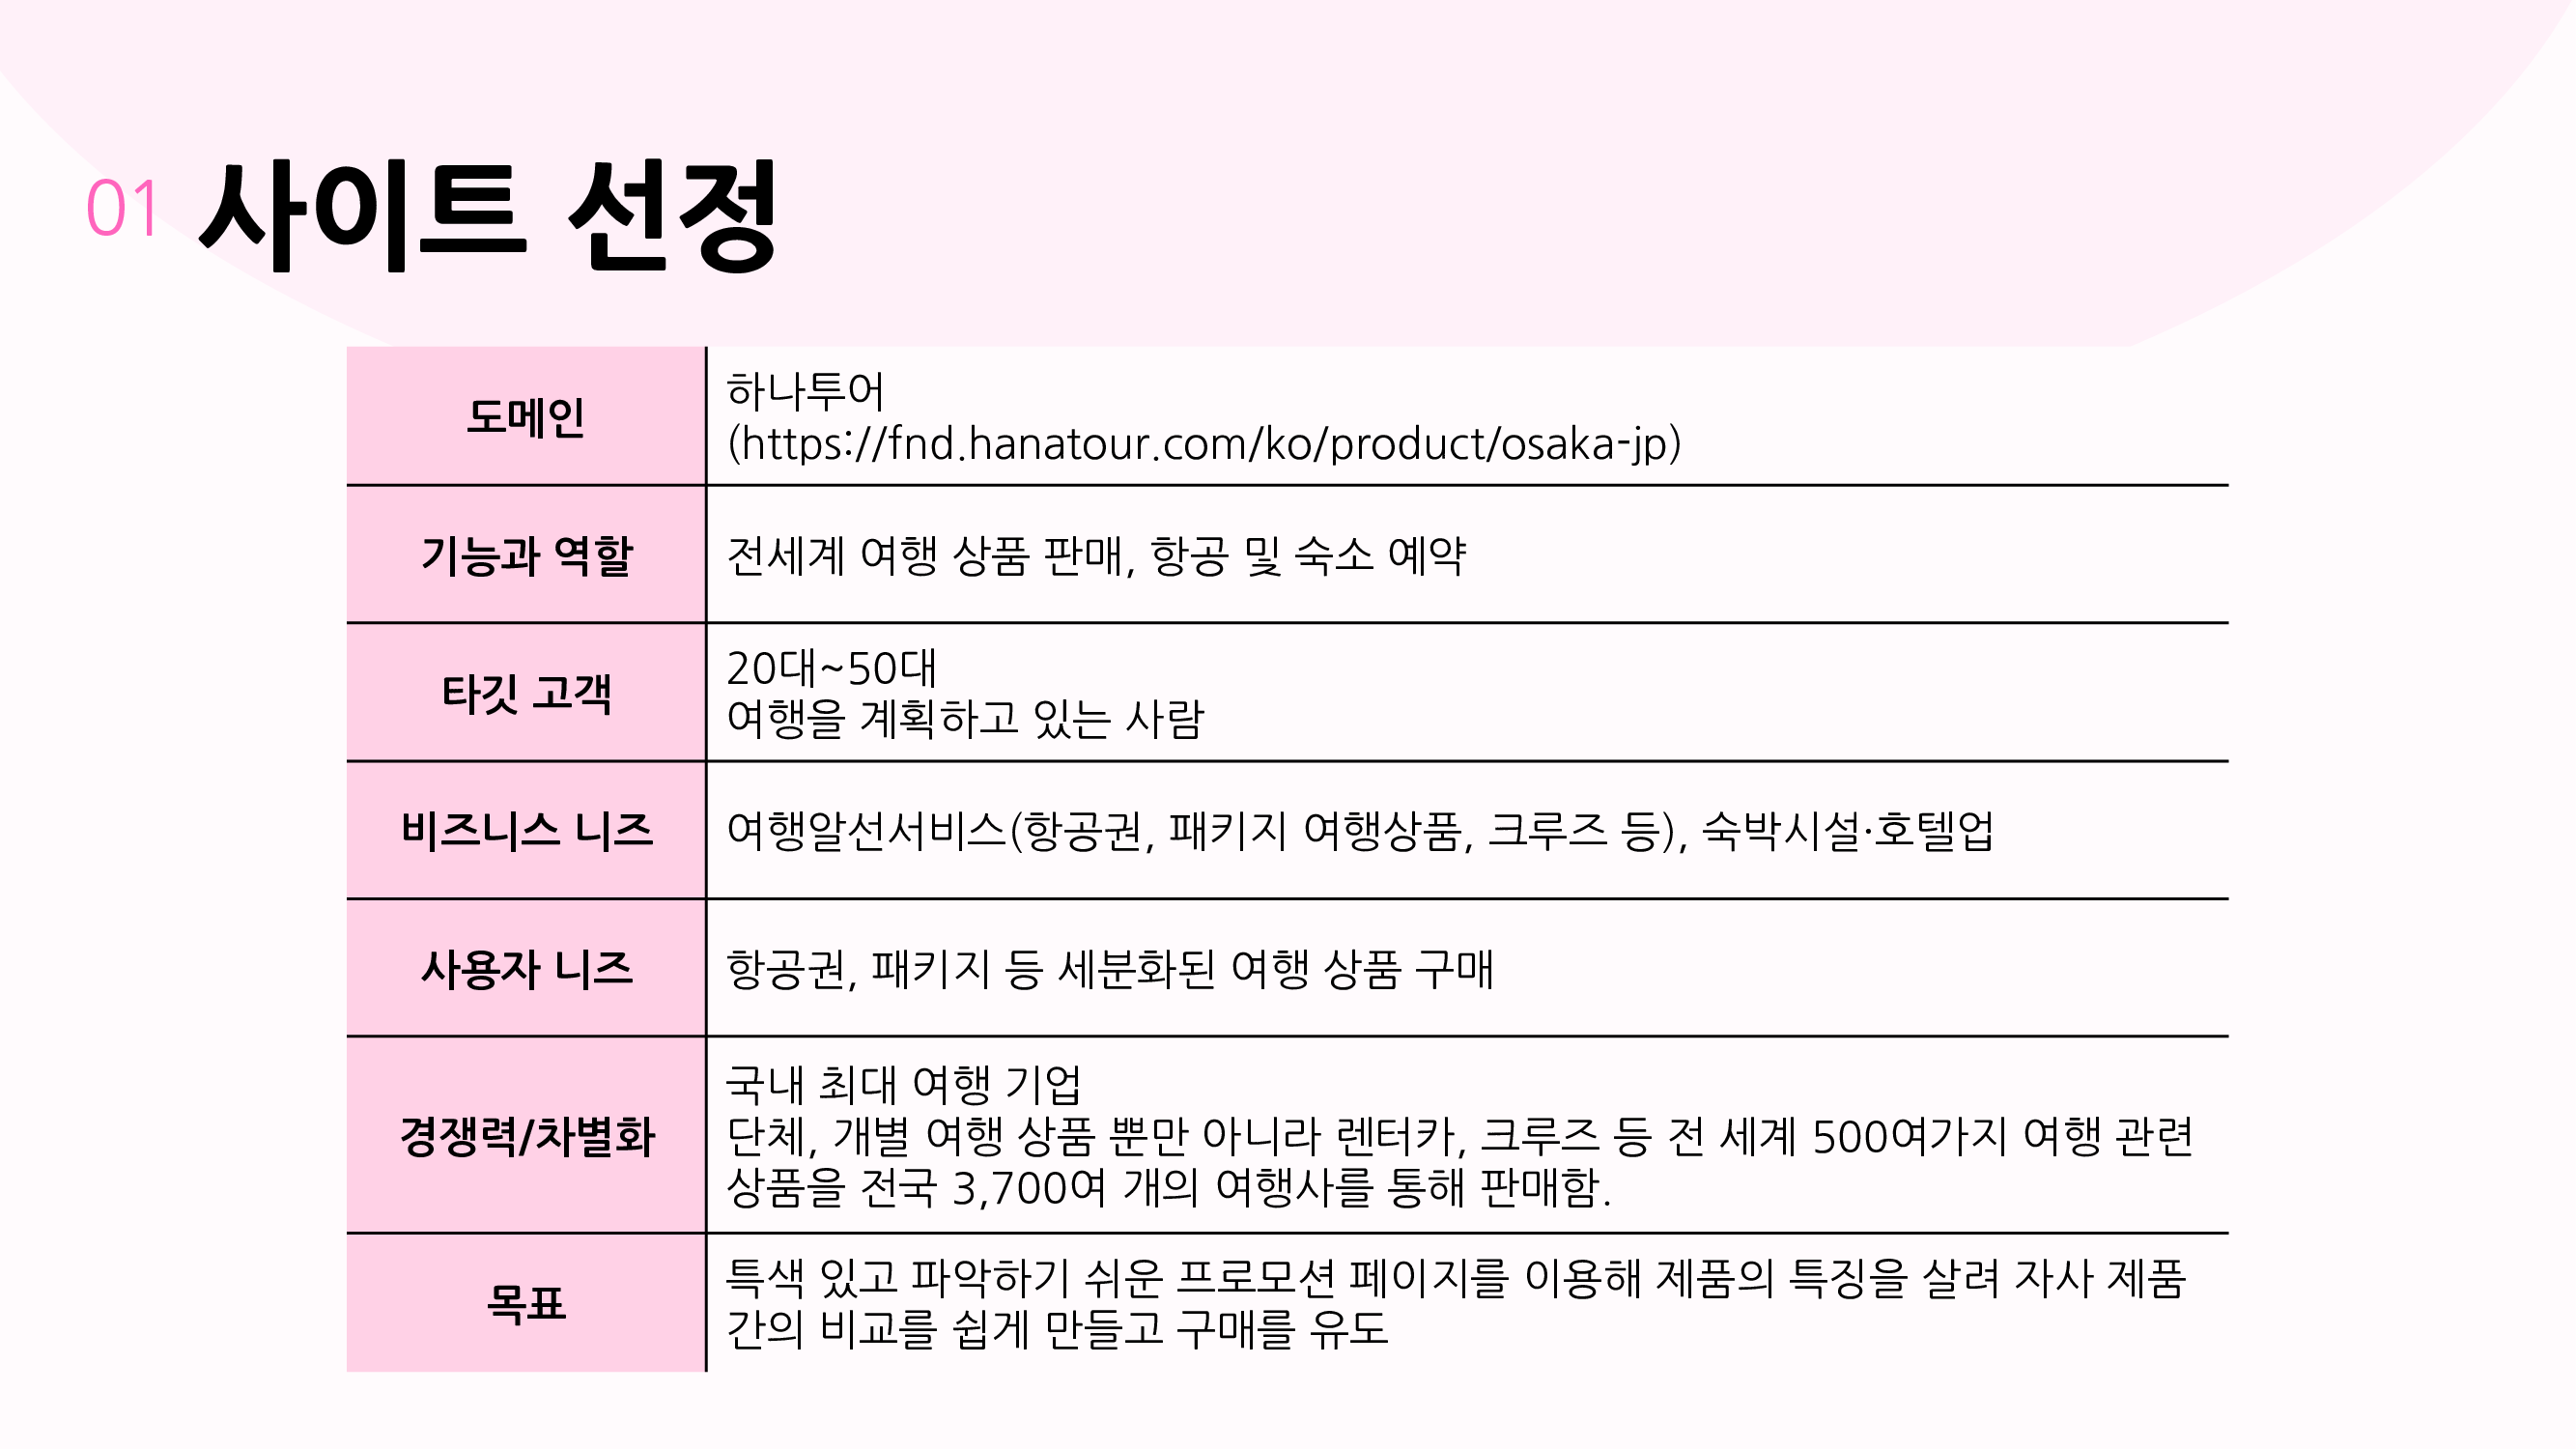 01 사이트 선정
도메인
하나투어
(https://fnd.hanatour.com/ko/product/osaka-jp)
기능과 역할
전세계 여행 상품 판매, 항공 및 숙소 예약
타깃 고객
20대~50대
여행을 계획하고 있는 사람
비즈니스 니즈
여행알선서비스(항공권, 패키지 여행상품, 크루즈 등), 숙박시설·호텔업
사용자 니즈
항공권, 패키지 등 세분화된 여행 상품 구매
경쟁력/차별화
국내 최대 여행 기업
단체, 개별 여행 상품 뿐만 아니라 렌터카, 크루즈 등 전 세계 500여가지 여행 관련
상품을 전국 3,700여 개의 여행사를 통해 판매함.
목표
특색 있고 파악하기 쉬운 프로모션 페이지를 이용해 제품의 특징을 살려 자사 제품
간의 비교를 쉽게 만들고 구매를 유도